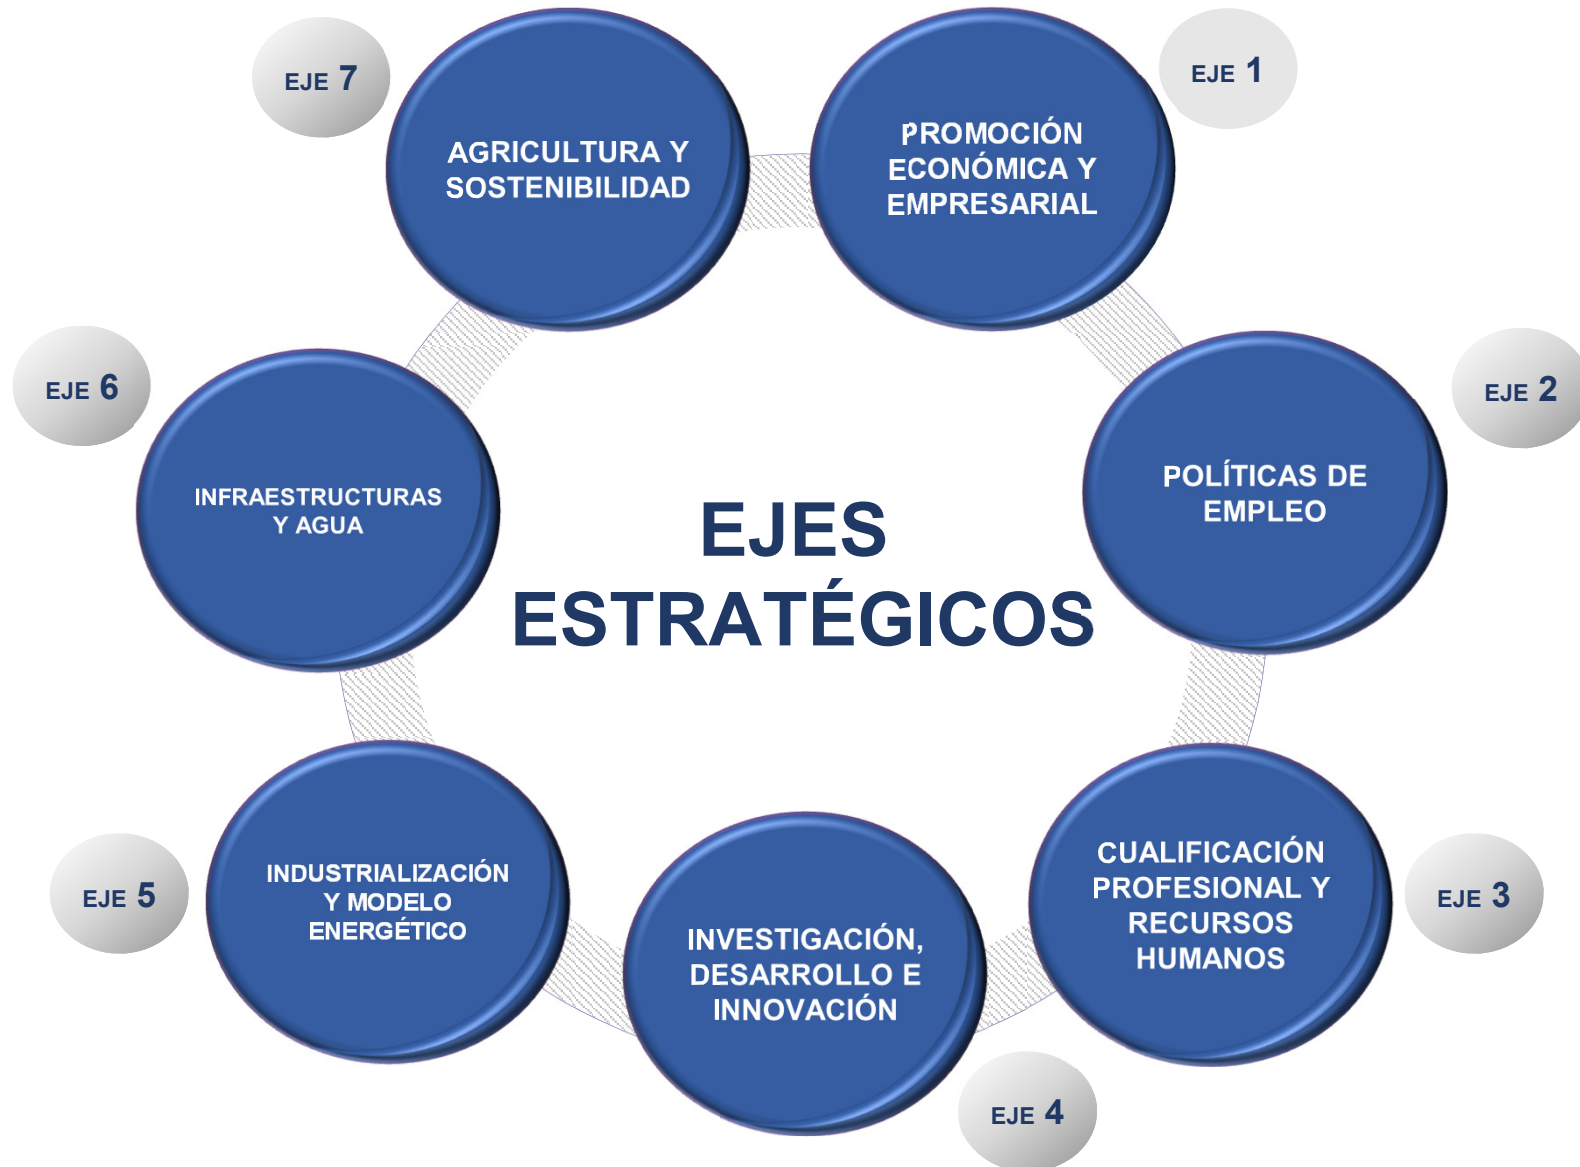 EJE 7
AGRICULTURA Y
SOSTENIBILIDAD
EJE 1
PROMOCIÓN
ECONÓMICA Y
EMPRESARIAL
EJE 2
POLÍTICAS DE
EMPLEO
EJE 6
INFRAESTRUCTURAS
Y AGUA
EJES
ESTRATÉGICOS
EJE 3
CUALIFICACIÓN
PROFESIONAL Y
RECURSOS
HUMANOS
EJE 5
INDUSTRIALIZACIÓN
Y MODELO
ENERGÉTICO
INVESTIGACIÓN,
DESARROLLO E
INNOVACIÓN
EJE 4